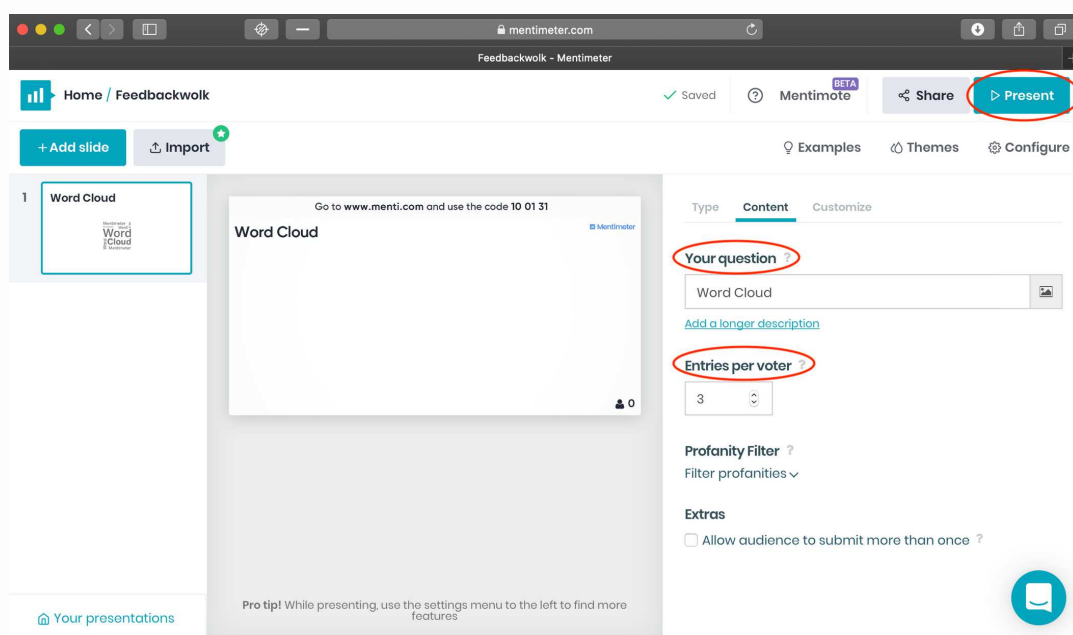 mentimeter.com
Feedbackwolk - Mentimeter
Home / Feedbackwolk
Saved
?
Mentimote
BETA
Share
Present
+ Add slide
Import
Examples
Themes
Configure
1
Word Cloud
Word
Cloud
Mentimeter
Go to www.menti.com and use the code 10 01 31
Word Cloud
Mentimeter
0
Pro tip! While presenting, use the settings menu to the left to find more
features
Type
Content
Customize
Your question ?
Word Cloud
Add a longer description
Entries per voter ?
3
Profanity Filter ?
Filter profanities
Extras
Allow audience to submit more than once ?
Your presentations